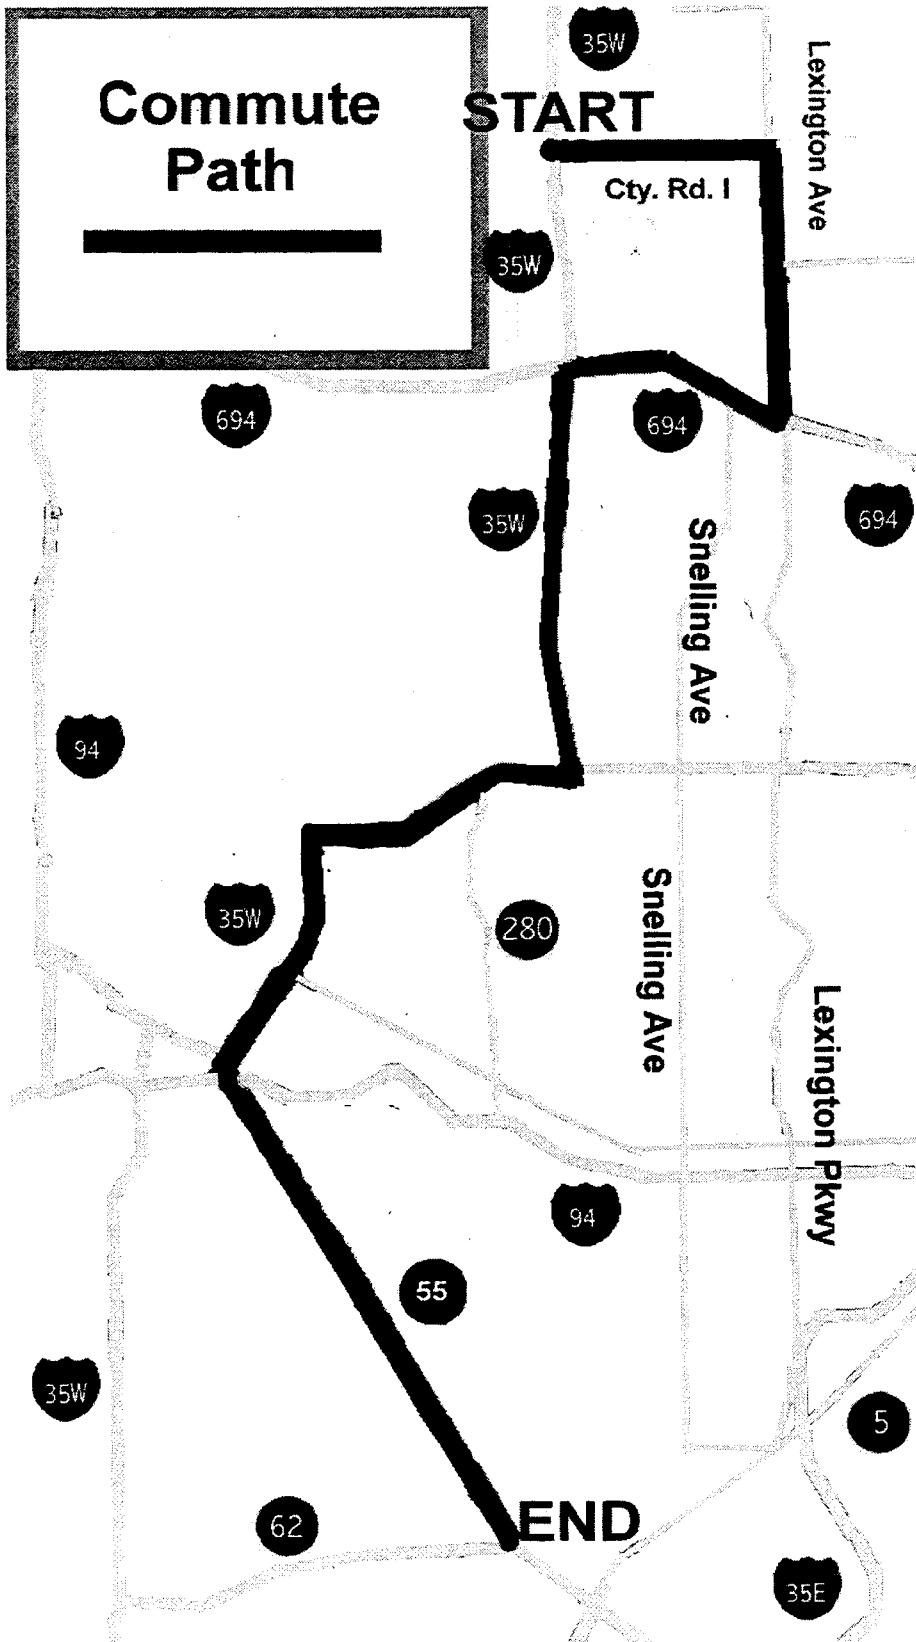 35W
Commute
Path
START
Lexington Ave
Cty. Rd. I
35W
694
694
35W
694
Snelling Ave
94
35W
280
Snelling Ave
Lexington Pkwy
94
55
35W
5
62
END
35E